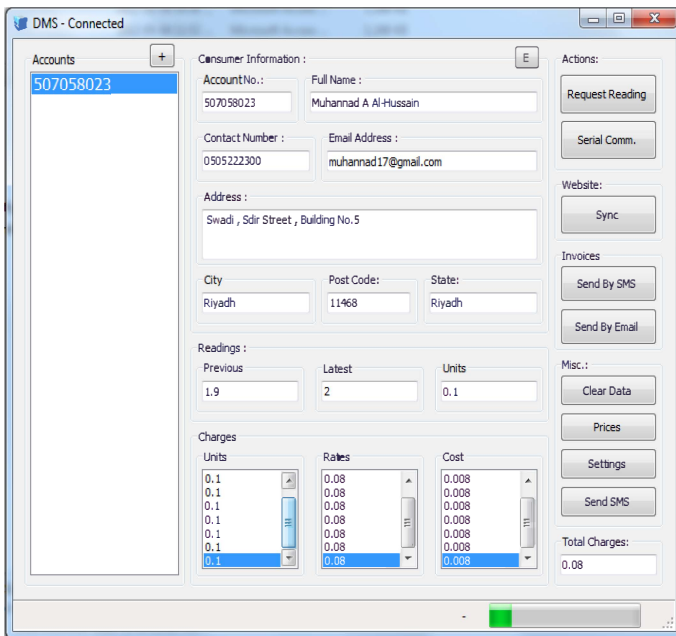 DMS - Connected
Accounts
+
507058023
Consumer Information :
E
AccountNo.:
Full Name :
507058023
Muhannad A Al-Hussain
Contact Number :
Email Address :
0505222300
muhannad17@gmail.com
Address :
Swadi , Sdir Street , Building No.5
City
Post Code:
State:
Riyadh
11468
Riyadh
Readings :
Previous
Latest
Units
1.9
2
0.1
Charges
Units
Rates
Cost
0.1
0.08
0.008
0.1
0.08
0.008
0.1
0.08
0.008
0.1
0.08
0.008
0.1
0.08
0.008
0.1
0.08
0.008
0.1
0.08
0.008
Actions:
Request Reading
Serial Comm.
Website:
Sync
Invoices
Send By SMS
Send By Email
Misc.:
Clear Data
Prices
Settings
Send SMS
Total Charges:
0.08
-